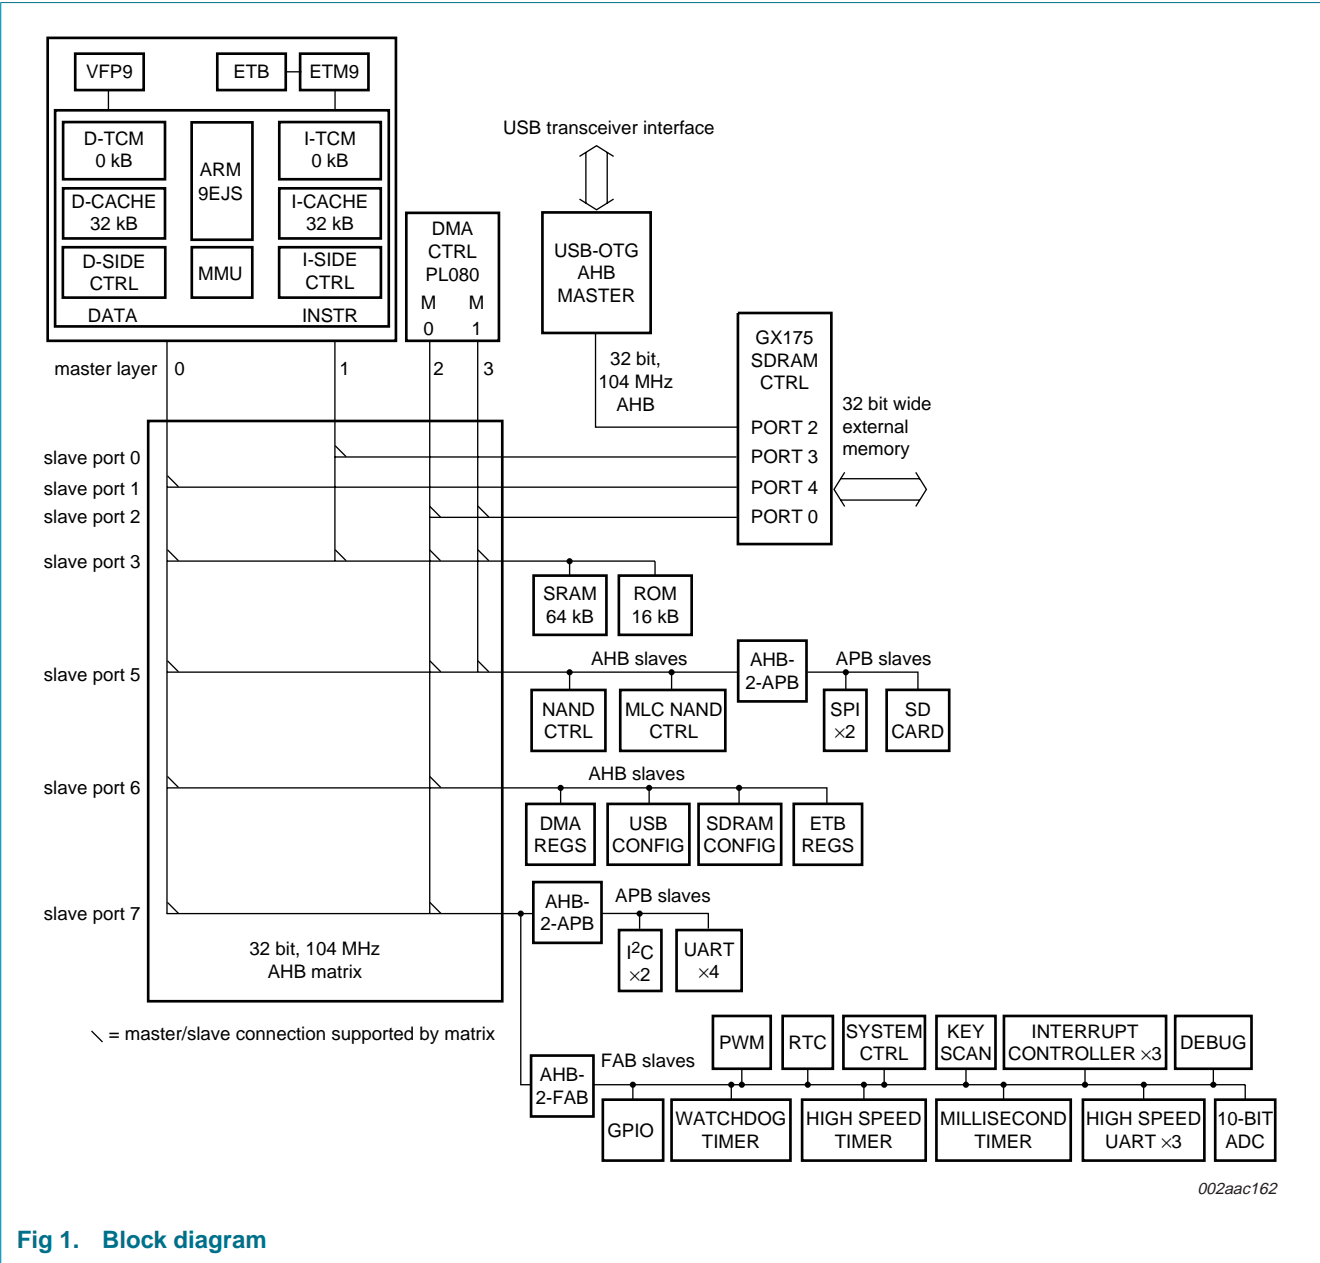 VFP9
ETB
ETM9
D-TCM
0 kB
ARM
9EJS
I-TCM
0 kB
D-CACHE
32 kB
I-CACHE
32 kB
D-SIDE
CTRL
MMU
I-SIDE
CTRL
DATA
INSTR
DMA
CTRL
PL080
M M
0 1
USB transceiver interface
USB-OTG
AHB
MASTER
32 bit,
104 MHz
AHB
GX175
SDRAM
CTRL
PORT 2
PORT 3
PORT 4
PORT 0
32 bit wide
external
memory
master layer 0 1 2 3
slave port 0
slave port 1
slave port 2
slave port 3
SRAM
64 kB
ROM
16 kB
slave port 5
AHB slaves
AHB-
2-APB
APB slaves
NAND
CTRL
MLC NAND
CTRL
SPI
×2
SD
CARD
slave port 6
AHB slaves
DMA
REGS
USB
CONFIG
SDRAM
CONFIG
ETB
REGS
slave port 7
AHB-
2-APB
APB slaves
I2C
×2
UART
×4
32 bit, 104 MHz
AHB matrix
= master/slave connection supported by matrix
AHB-
2-FAB
FAB slaves
PWM
RTC
SYSTEM
CTRL
KEY
SCAN
INTERRUPT
CONTROLLER ×3
DEBUG
GPIO
WATCHDOG
TIMER
HIGH SPEED
TIMER
MILLISECOND
TIMER
HIGH SPEED
UART ×3
10-BIT
ADC
002aac162
Fig 1. Block diagram